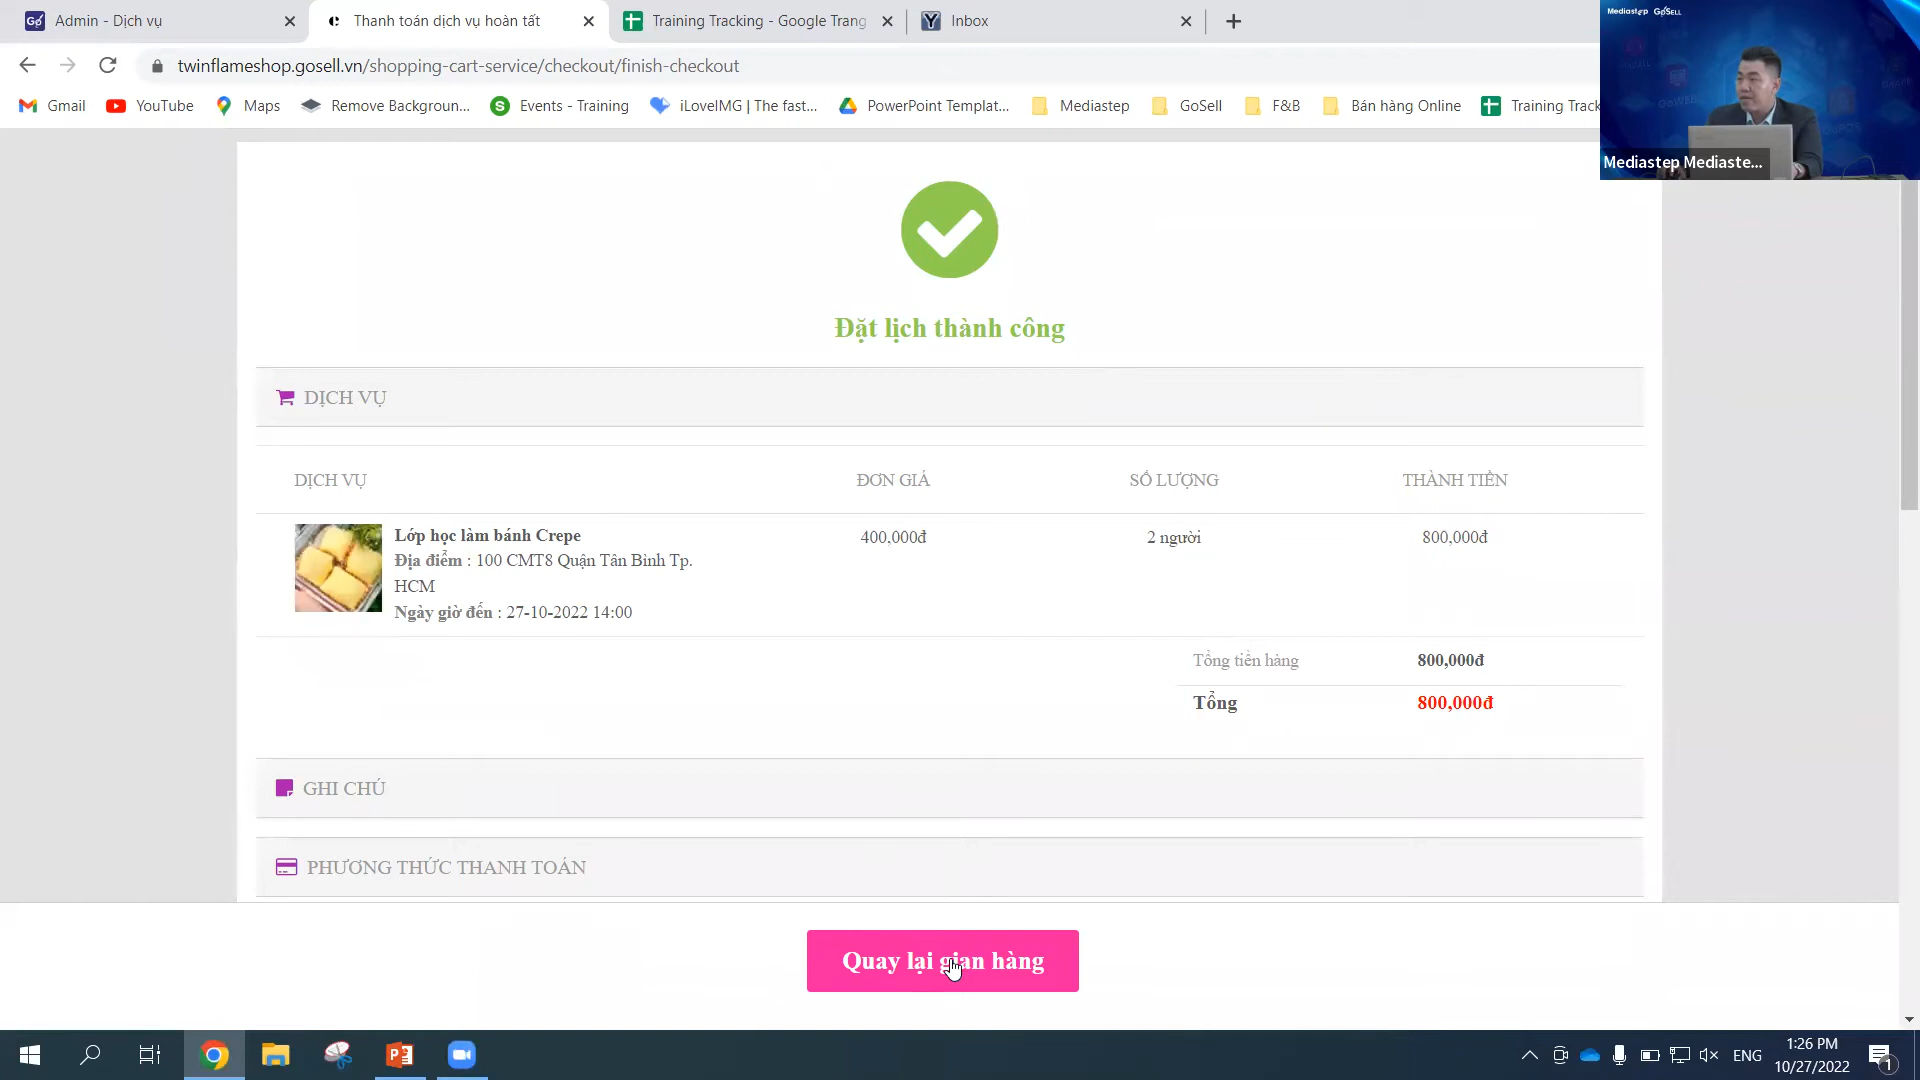 Admin - Dịch vụ
Thanh toán dịch vụ hoàn tất
Training Tracking - Google Trang
Inbox
Mediastep GoSELL
twinflameshop.gosell.vn/shopping-cart-service/checkout/finish-checkout
Gmail
YouTube
Maps
Remove Backgroun...
Events - Training
iLoveIMG | The fast...
PowerPoint Templat...
Mediastep
GoSell
F&B
Bán hàng Online
Training Track
Mediastep Mediaste...
Đặt lịch thành công
DỊCH VỤ
DỊCH VỤ ĐƠN GIÁ SỐ LƯỢNG THÀNH TIỀN
Lớp học làm bánh Crepe 400,000đ 2 người 800,000đ
Địa điểm : 100 CMT8 Quận Tân Bình Tp.
HCM
Ngày giờ đến : 27-10-2022 14:00
Tổng tiền hàng 800,000đ
Tổng 800,000đ
GHI CHÚ
PHƯƠNG THỨC THANH TOÁN
Quay lại gian hàng
ENG
1:26 PM
10/27/2022
1